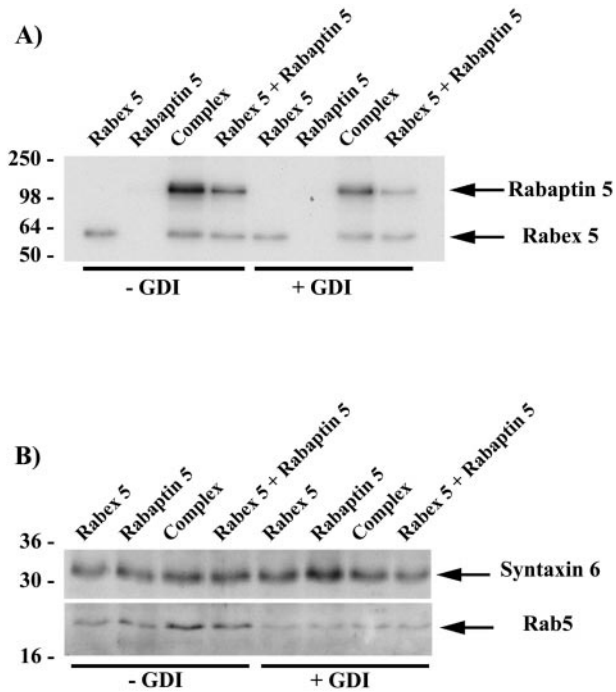 A)
Rabex 5 Rabaptin 5 Complex Rabex 5 + Rabaptin 5 Rabex 5 Rabaptin 5 Complex Rabex 5 + Rabaptin 5
250 -
98 -
Rabaptin 5
64 -
Rabex 5
50 -
- GDI + GDI
B)
Rabex 5 Rabaptin 5 Complex Rabex 5 + Rabaptin 5 Rabex 5 Rabaptin 5 Complex Rabex 5 + Rabaptin 5
36 -
30 -
Syntaxin 6
Rab5
16 -
- GDI + GDI